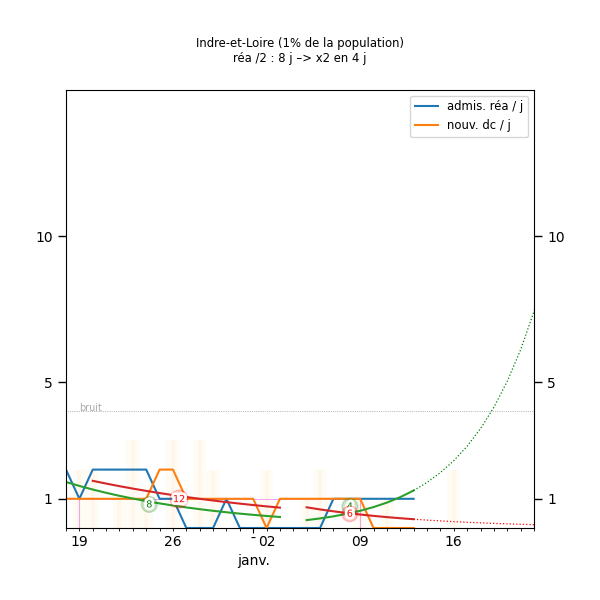 Indre-et-Loire (1% de la population)
réa /2 : 8 j –> x2 en 4 j
admis. réa / j
nouv. dc / j
10 10
5 5
bruit
1 1
8
12
4
6
19 26 - 02 09 16
janv.